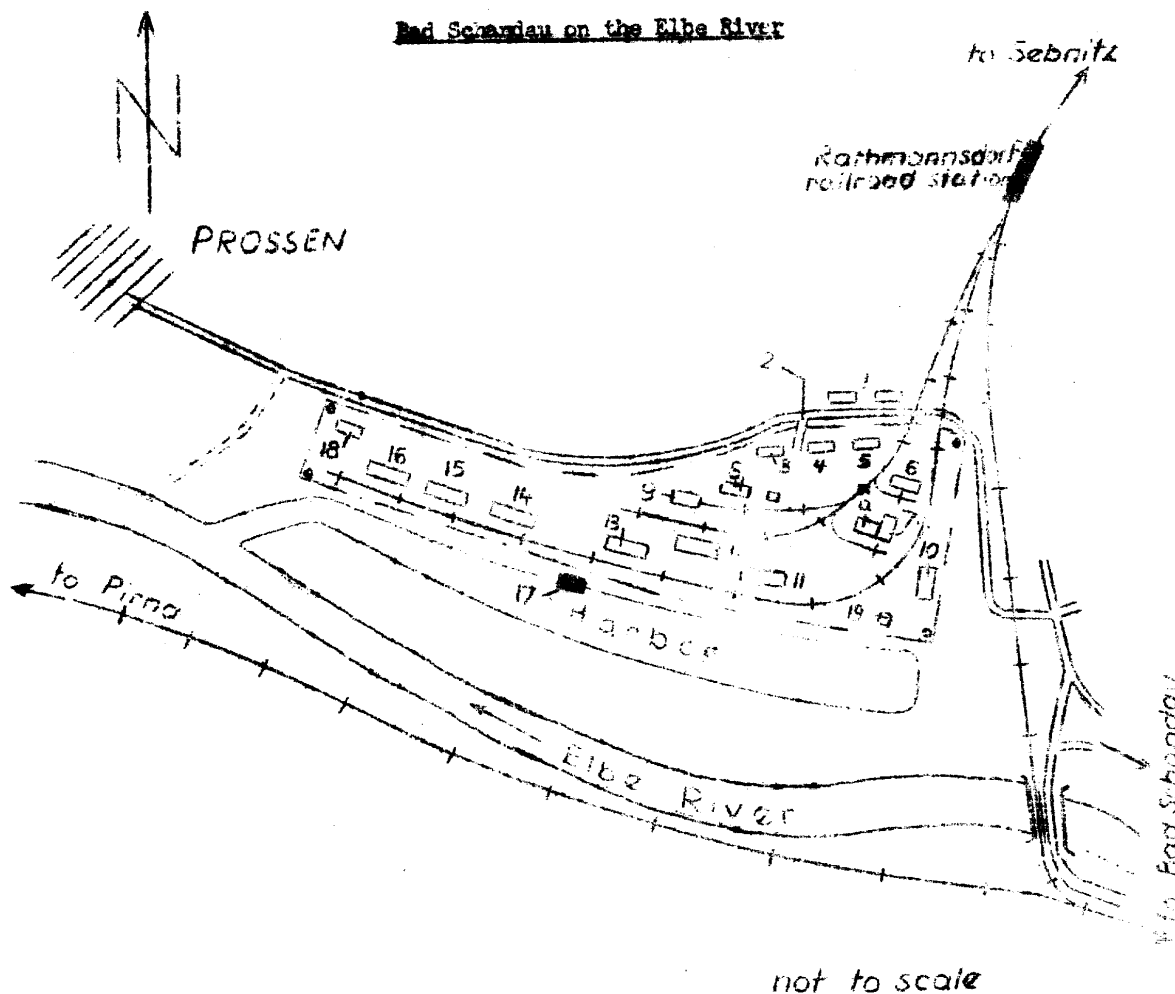 Bad Schandau on the Elbe River
to Sebnitz
N
Rathmannsdorf
railroad station
PROSSEN
2
1
18
16
15
14
9
3
4
5
6
13
10
11
17
19
Harbor
to Pirna
Elbe River
to Bad Schandau
not to scale